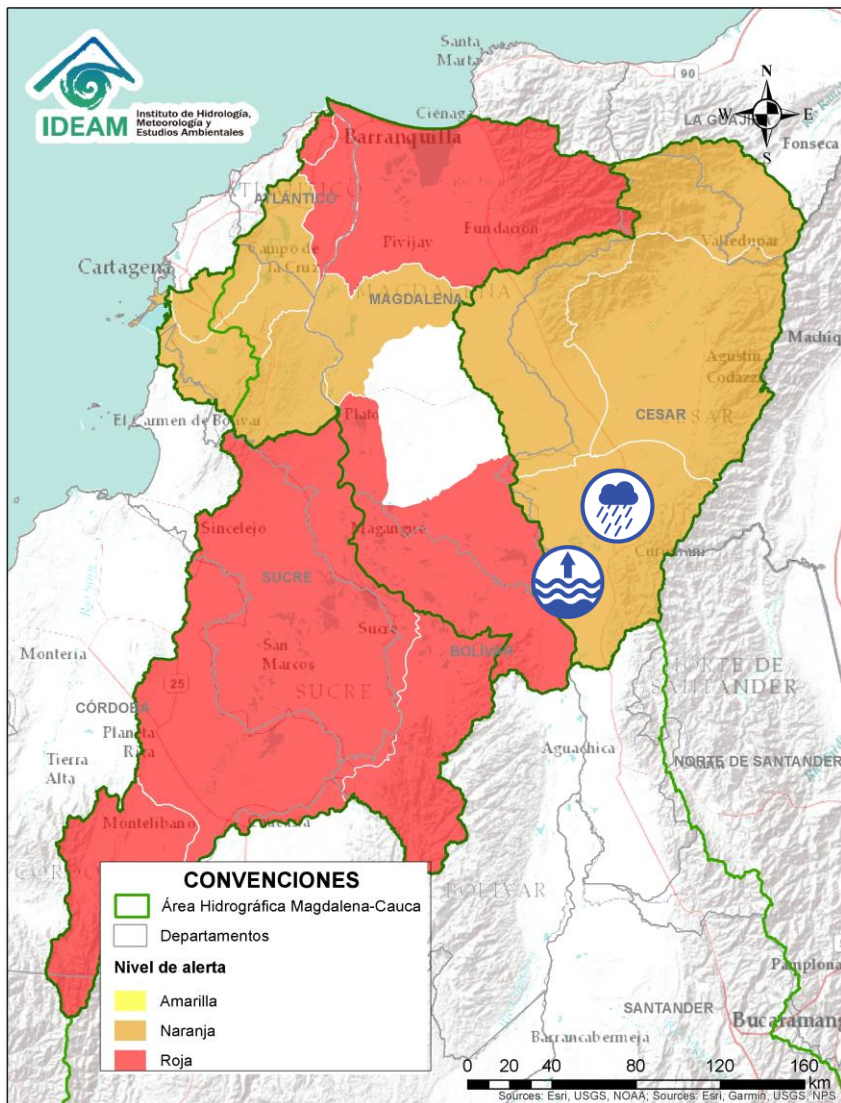 Santa
Marta
90
N
W
E
S
IDEAM
Instituto de Hidrología,
Meteorología y
Estudios Ambientales
Ciénaga
LA GUAJI
Fonseca
Barranquilla
ATLÁNTICO
Pivijay
Fundación
Campo de
la Cruz
Valledupar
Cartagena
MAGDALENA
Machiq
Agustín
Codazzi
El Carmen de Bolívar
Plato
CESAR
Sincelejo
Magangué
Curumaní
SUCRE
Sucre
San
Marcos
BOLÍVAR
SUCRE
Montería
25
NORTE DE
SANTANDER
CÓRDOBA
Planeta
Rica
Tierra
Alta
Aguachica
NORTE DE SANTANDER
Montelíbano
BOLÍVAR
CONVENCIONES
Área Hidrográfica Magdalena-Cauca
Departamentos
Nivel de alerta
Amarilla
Naranja
Roja
Pamplona
SANTANDER
Bucaramang
Barrancabermeja
0 20 40 80 120 160
km
Sources: Esri, USGS, NOAA; Sources: Esri, Garmin, USGS, NPS